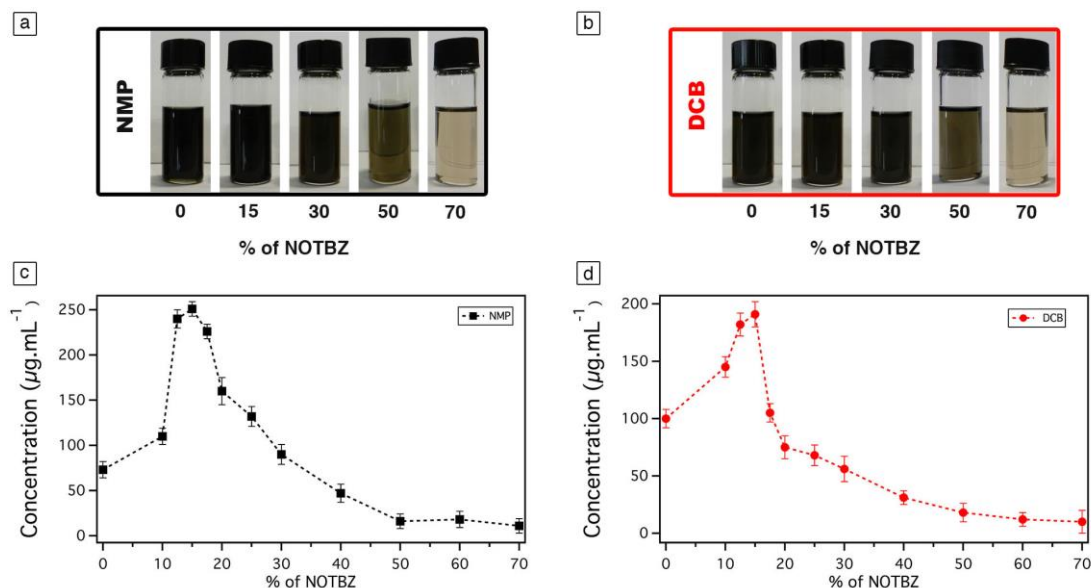 a
NMP
0 15 30 50 70
% of NOTBZ
b
DCB
0 15 30 50 70
% of NOTBZ
c
Concentration (µg.mL⁻¹)
250
200
150
100
50
0
NMP
0 10 20 30 40 50 60 70
% of NOTBZ
d
Concentration (µg.mL⁻¹)
200
150
100
50
0
DCB
0 10 20 30 40 50 60 70
% of NOTBZ